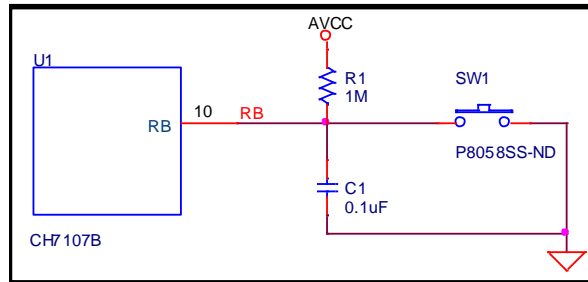 AVCC
U1
R1
1M
SW1
10
RB
RB
P8058SS-ND
C1
0.1uF
CH7107B